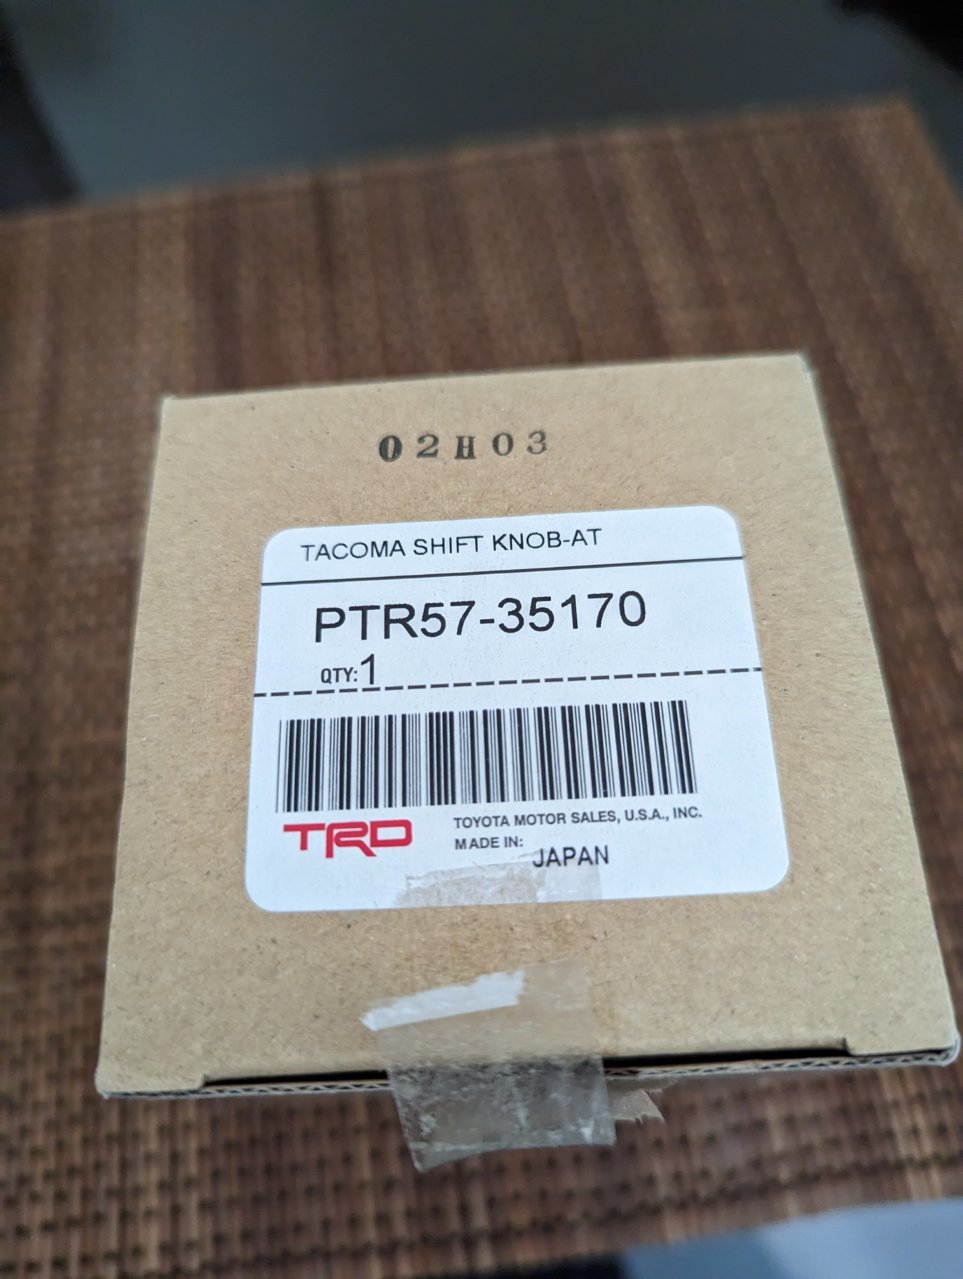 02H03
TACOMA SHIFT KNOB-AT
PTR57-35170
QTY:1
TRD
TOYOTA MOTOR SALES, U.S.A., INC.
MADE IN:
JAPAN